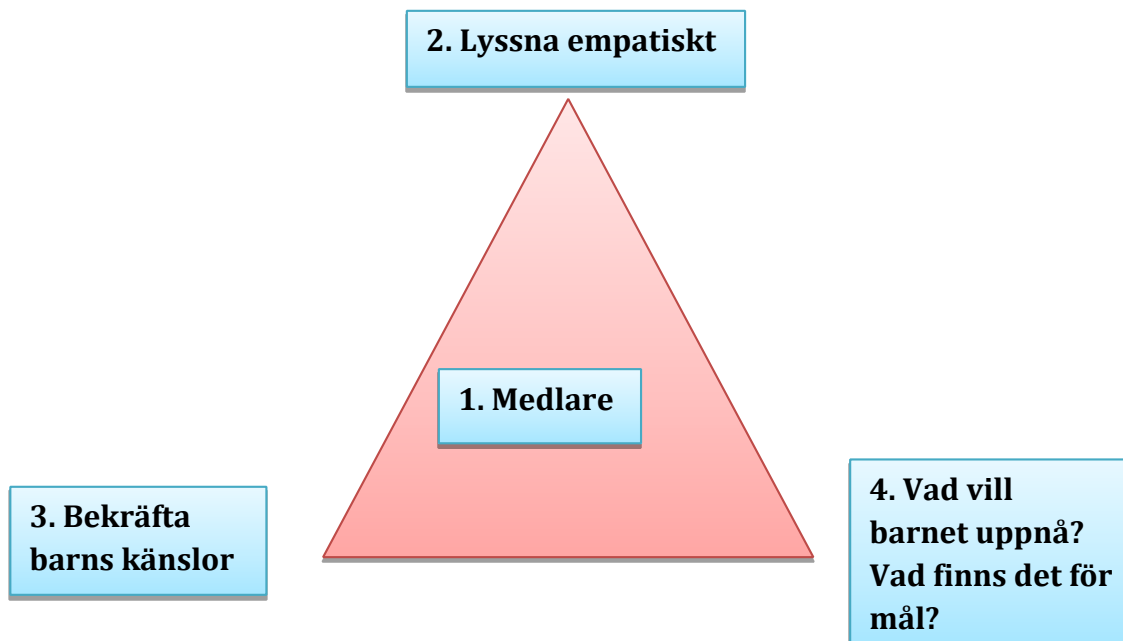 2. Lyssna empatiskt
1. Medlare
3. Bekräfta
barns känslor
4. Vad vill
barnet uppnå?
Vad finns det för
mål?